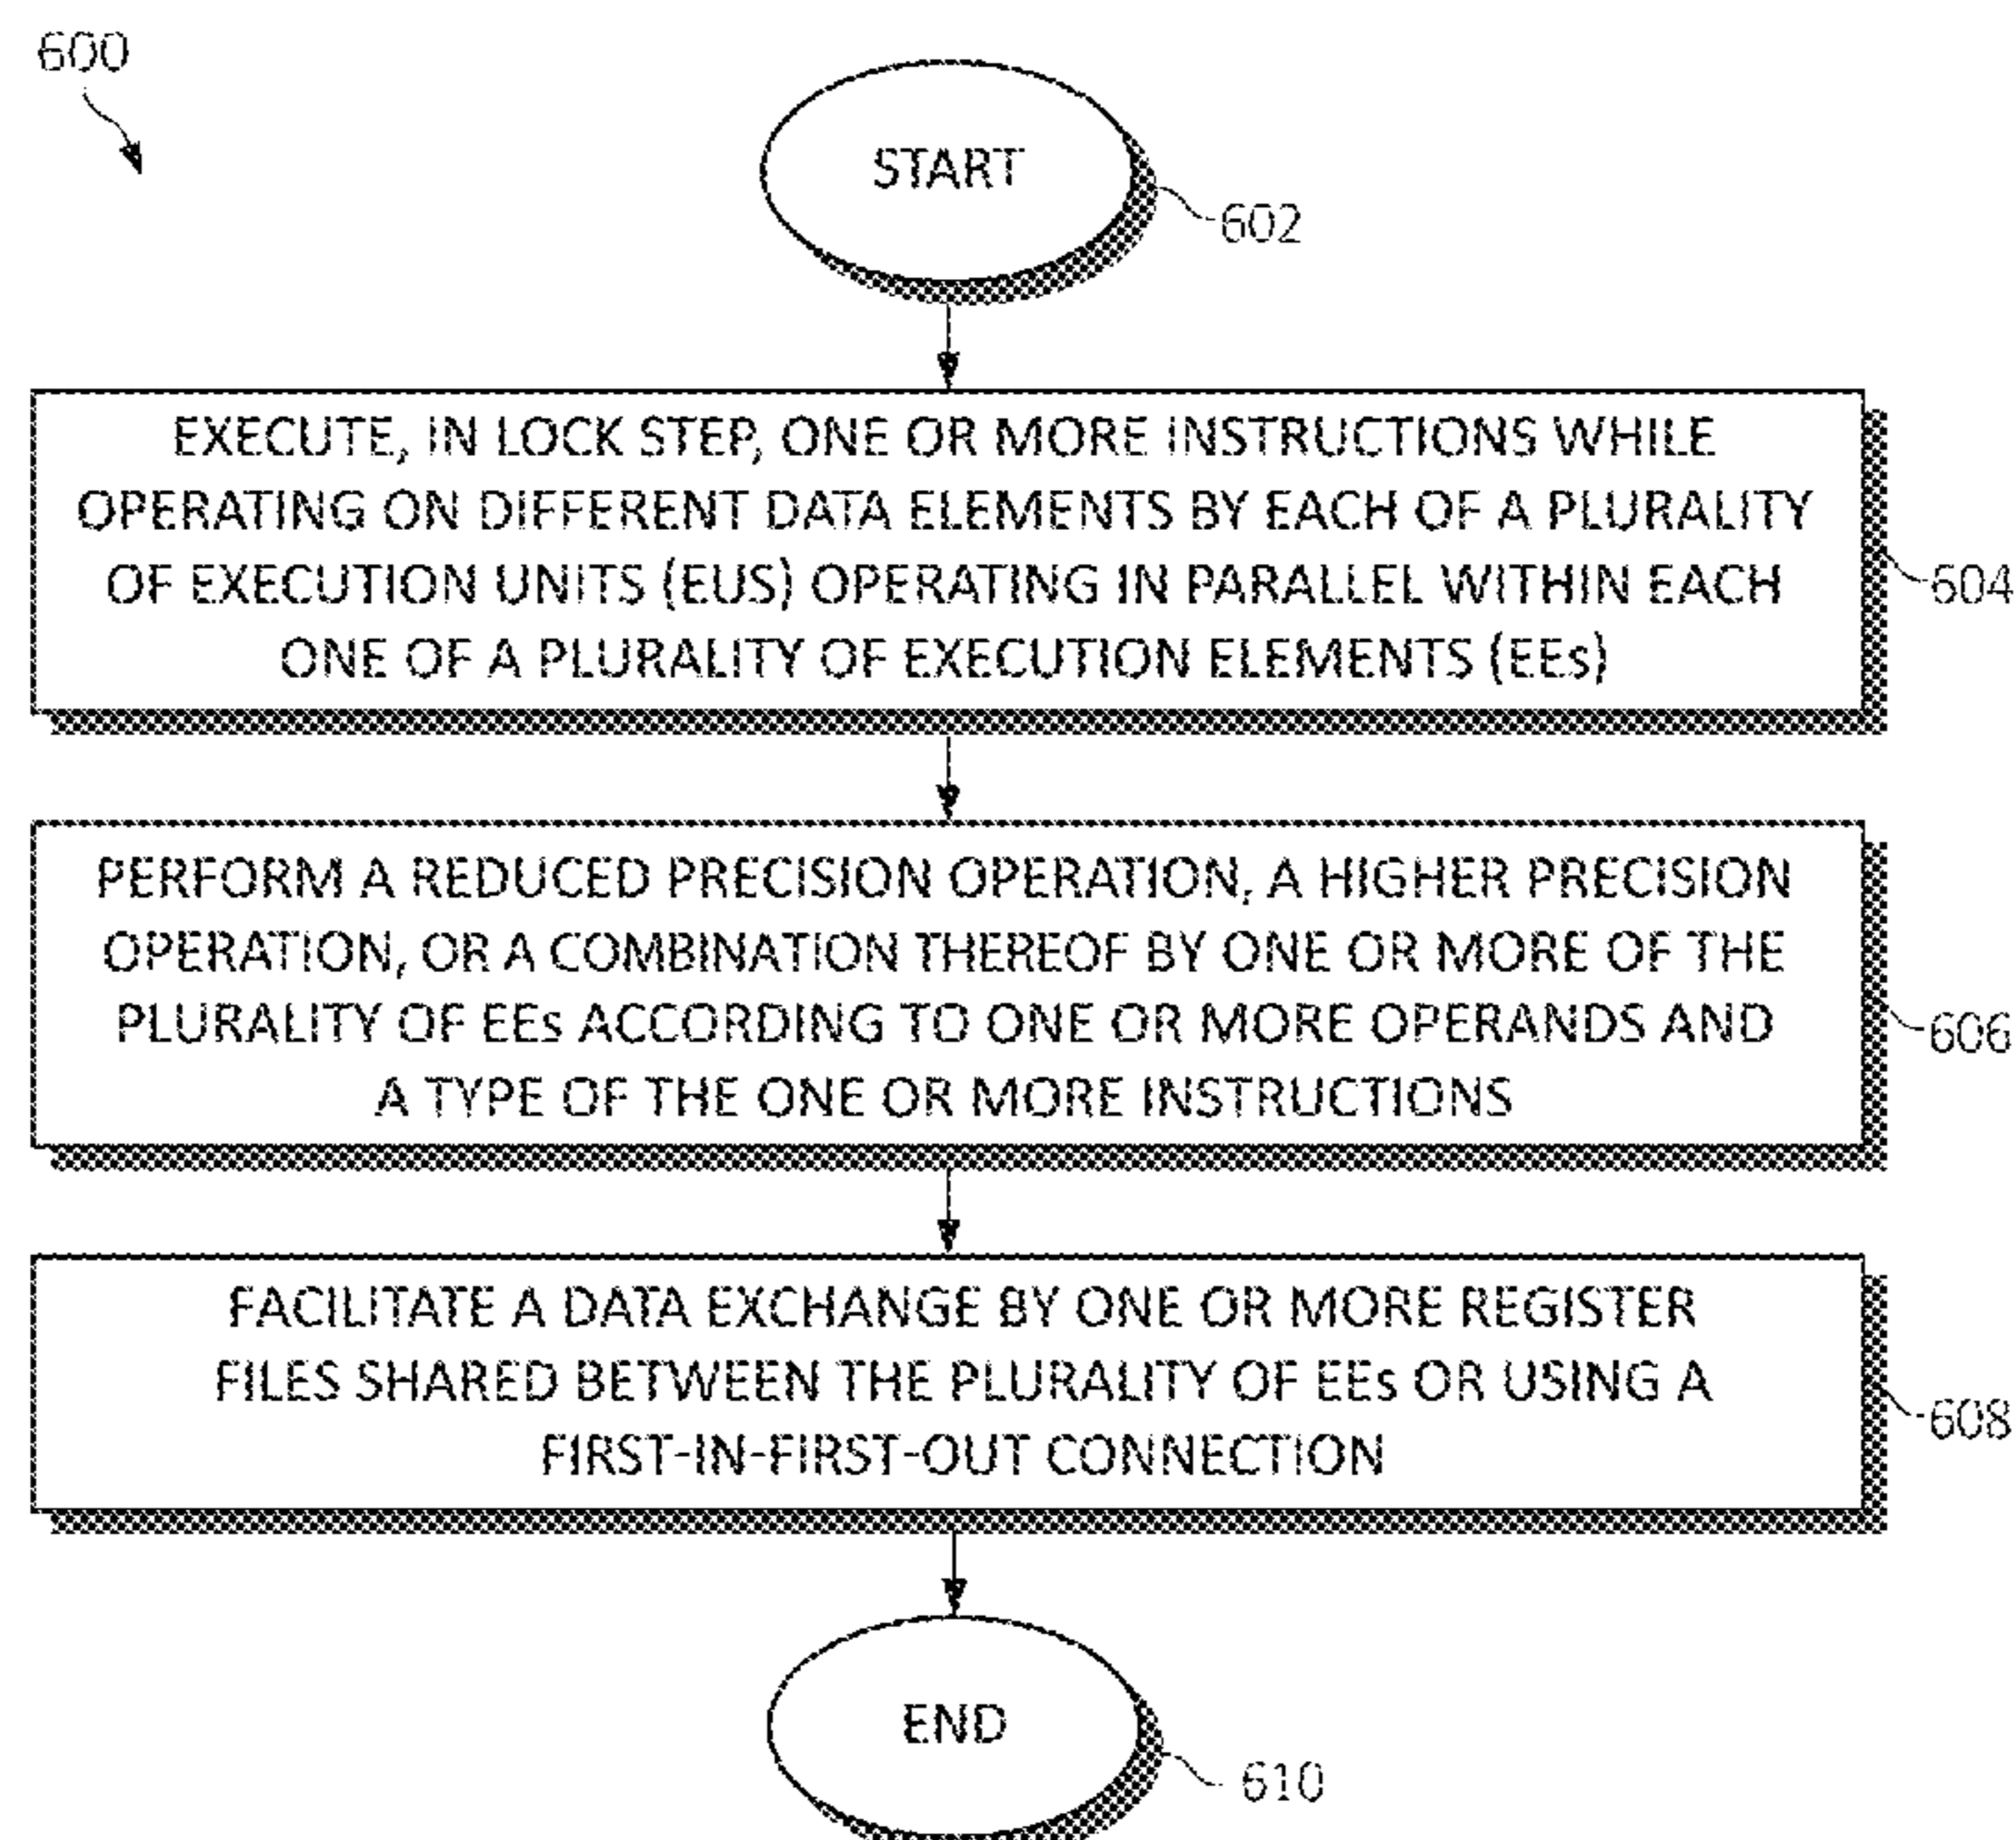 600
START
602
EXECUTE, IN LOCK STEP, ONE OR MORE INSTRUCTIONS WHILE
OPERATING ON DIFFERENT DATA ELEMENTS BY EACH OF A PLURALITY
OF EXECUTION UNITS (EUS) OPERATING IN PARALLEL WITHIN EACH
ONE OF A PLURALITY OF EXECUTION ELEMENTS (EEs)
604
PERFORM A REDUCED PRECISION OPERATION, A HIGHER PRECISION
OPERATION, OR A COMBINATION THEREOF BY ONE OR MORE OF THE
PLURALITY OF EEs ACCORDING TO ONE OR MORE OPERANDS AND
A TYPE OF THE ONE OR MORE INSTRUCTIONS
606
FACILITATE A DATA EXCHANGE BY ONE OR MORE REGISTER
FILES SHARED BETWEEN THE PLURALITY OF EEs OR USING A
FIRST-IN-FIRST-OUT CONNECTION
608
END
610